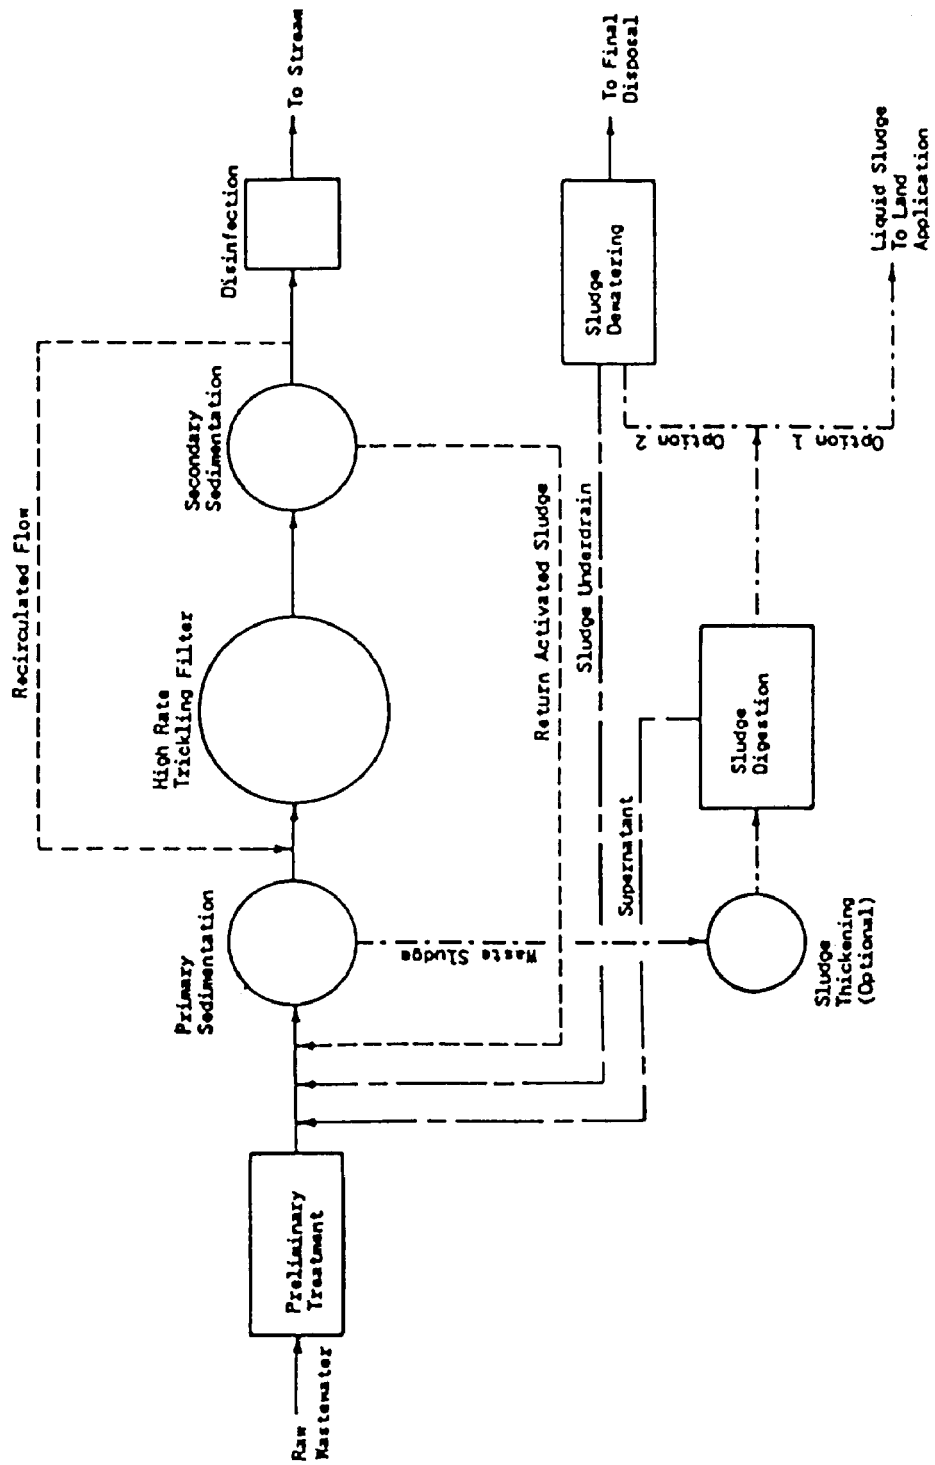 Recirculated Flow
High Rate
Trickling Filter
Secondary
Sedimentation
Disinfection
To Stream
Primary
Sedimentation
Raw
Wastewater
Preliminary
Treatment
Return Activated Sludge
Sludge Underdrain
Waste Sludge
Supernatant
Sludge
Thickening
(Optional)
Sludge
Digestion
Option 2
Option 1
Sludge
Dewatering
To Final
Disposal
Liquid Sludge
To Land
Application